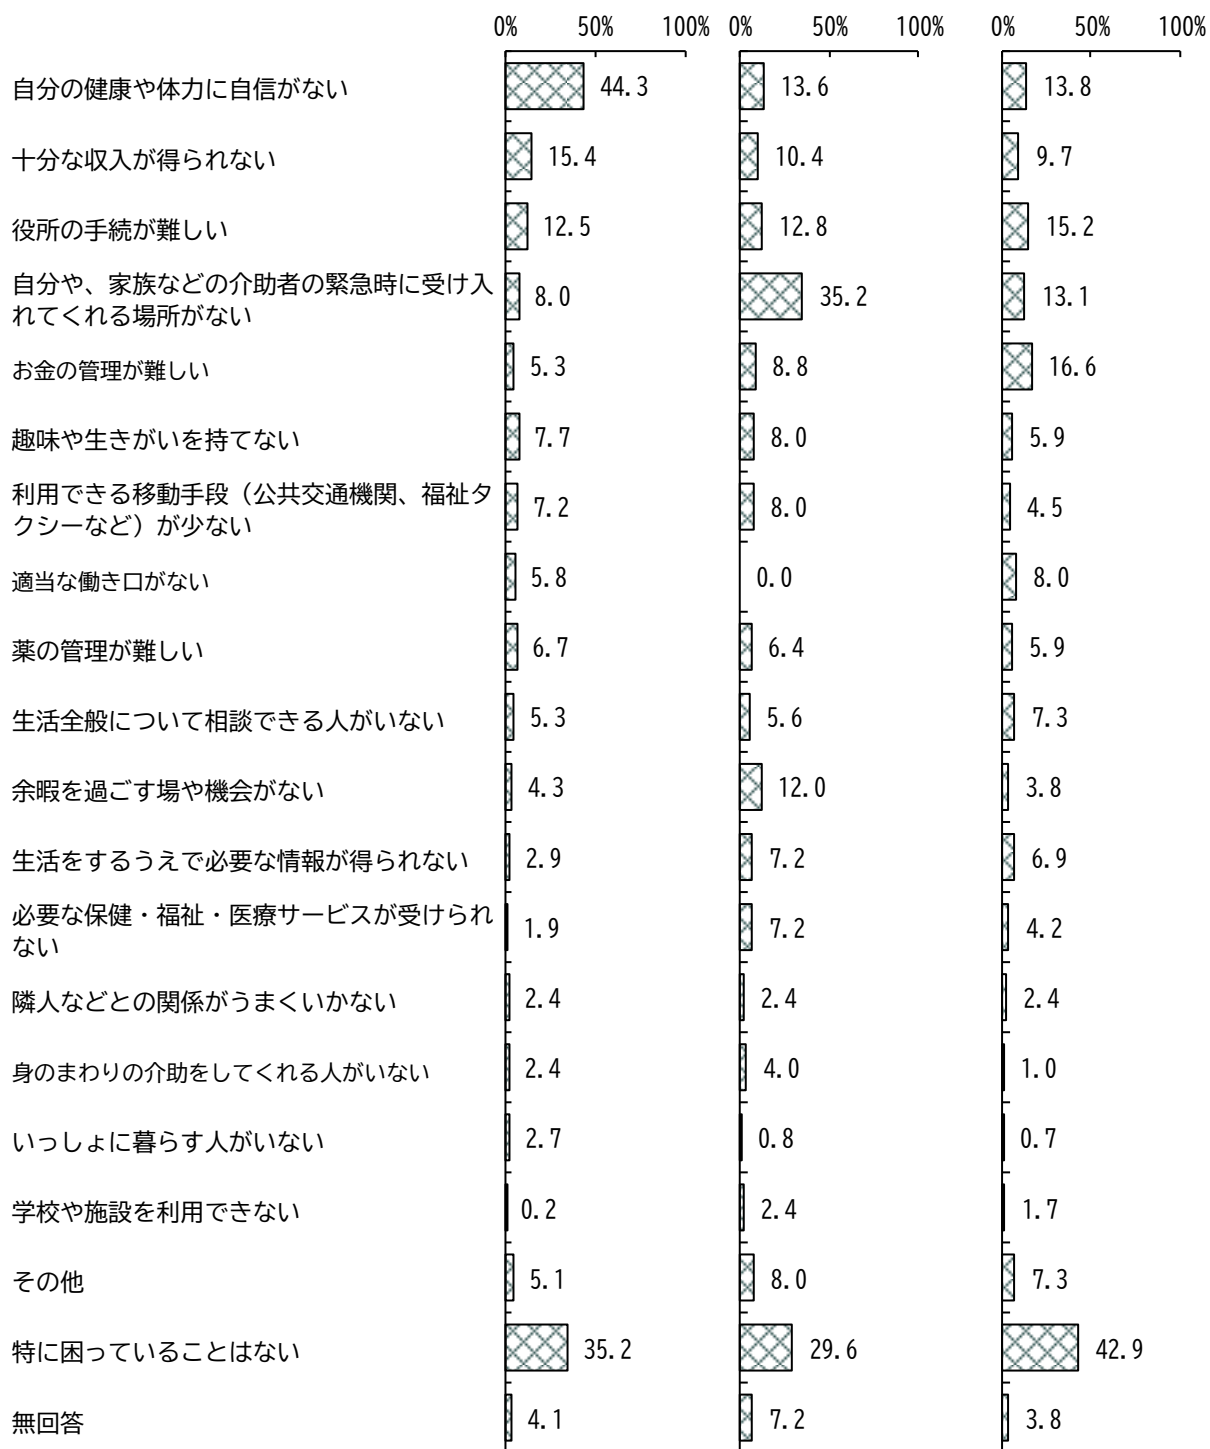 0% 50% 100% 0% 50% 100% 0% 50% 100%
自分の健康や体力に自信がない 44.3 13.6 13.8
十分な収入が得られない 15.4 10.4 9.7
役所の手続が難しい 12.5 12.8 15.2
自分や、家族などの介助者の緊急時に受け入
れてくれる場所がない 8.0 35.2 13.1
お金の管理が難しい 5.3 8.8 16.6
趣味や生きがいを持てない 7.7 8.0 5.9
利用できる移動手段（公共交通機関、福祉タ
クシーなど）が少ない 7.2 8.0 4.5
適当な働き口がない 5.8 0.0 8.0
薬の管理が難しい 6.7 6.4 5.9
生活全般について相談できる人がいない 5.3 5.6 7.3
余暇を過ごす場や機会がない 4.3 12.0 3.8
生活をするうえで必要な情報が得られない 2.9 7.2 6.9
必要な保健・福祉・医療サービスが受けられ
ない 1.9 7.2 4.2
隣人などとの関係がうまくいかない 2.4 2.4 2.4
身のまわりの介助をしてくれる人がいない 2.4 4.0 1.0
いっしょに暮らす人がいない 2.7 0.8 0.7
学校や施設を利用できない 0.2 2.4 1.7
その他 5.1 8.0 7.3
特に困っていることはない 35.2 29.6 42.9
無回答 4.1 7.2 3.8